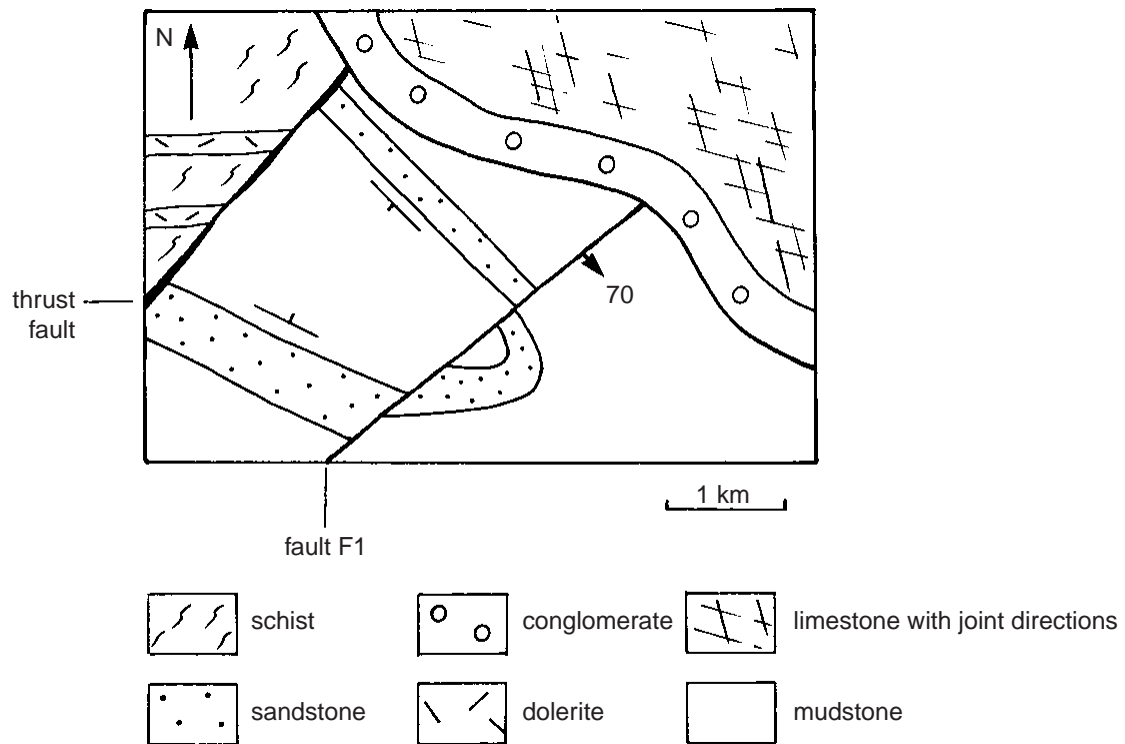 N
thrust
fault
70
1 km
fault F1
schist
conglomerate
limestone with joint directions
sandstone
dolerite
mudstone